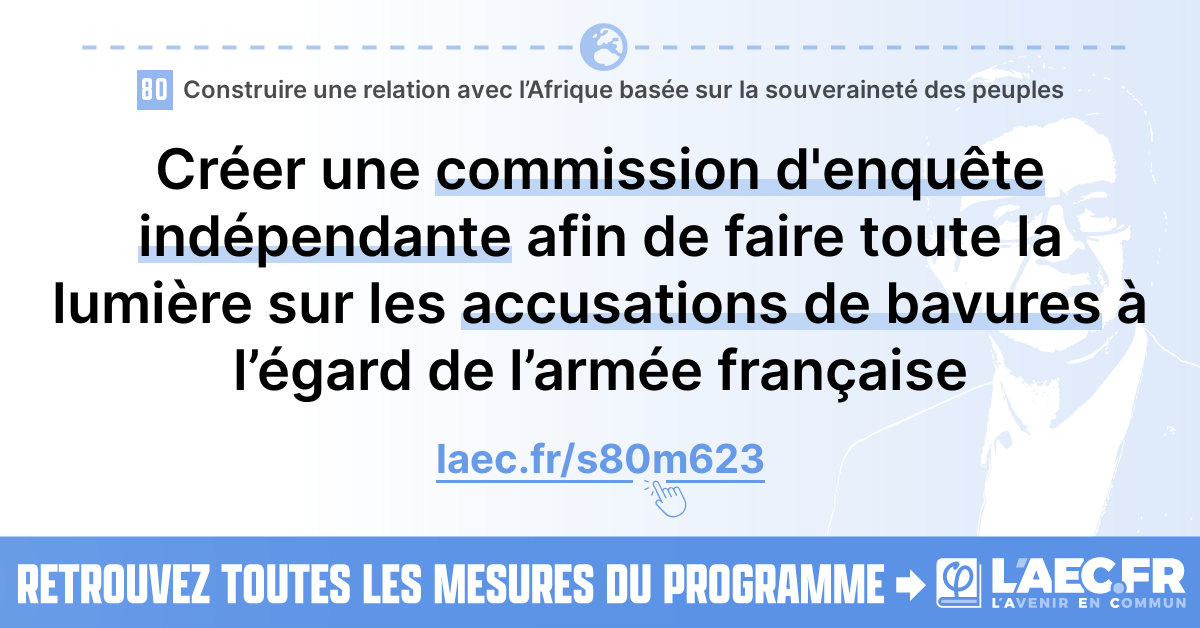 80 Construire une relation avec l’Afrique basée sur la souveraineté des peuples
Créer une commission d'enquête
indépendante afin de faire toute la
lumière sur les accusations de bavures à
l’égard de l’armée française
laec.fr/s80m623
RETROUVEZ TOUTES LES MESURES DU PROGRAMME
φ L'AEC.FR
L'AVENIR EN COMMUN